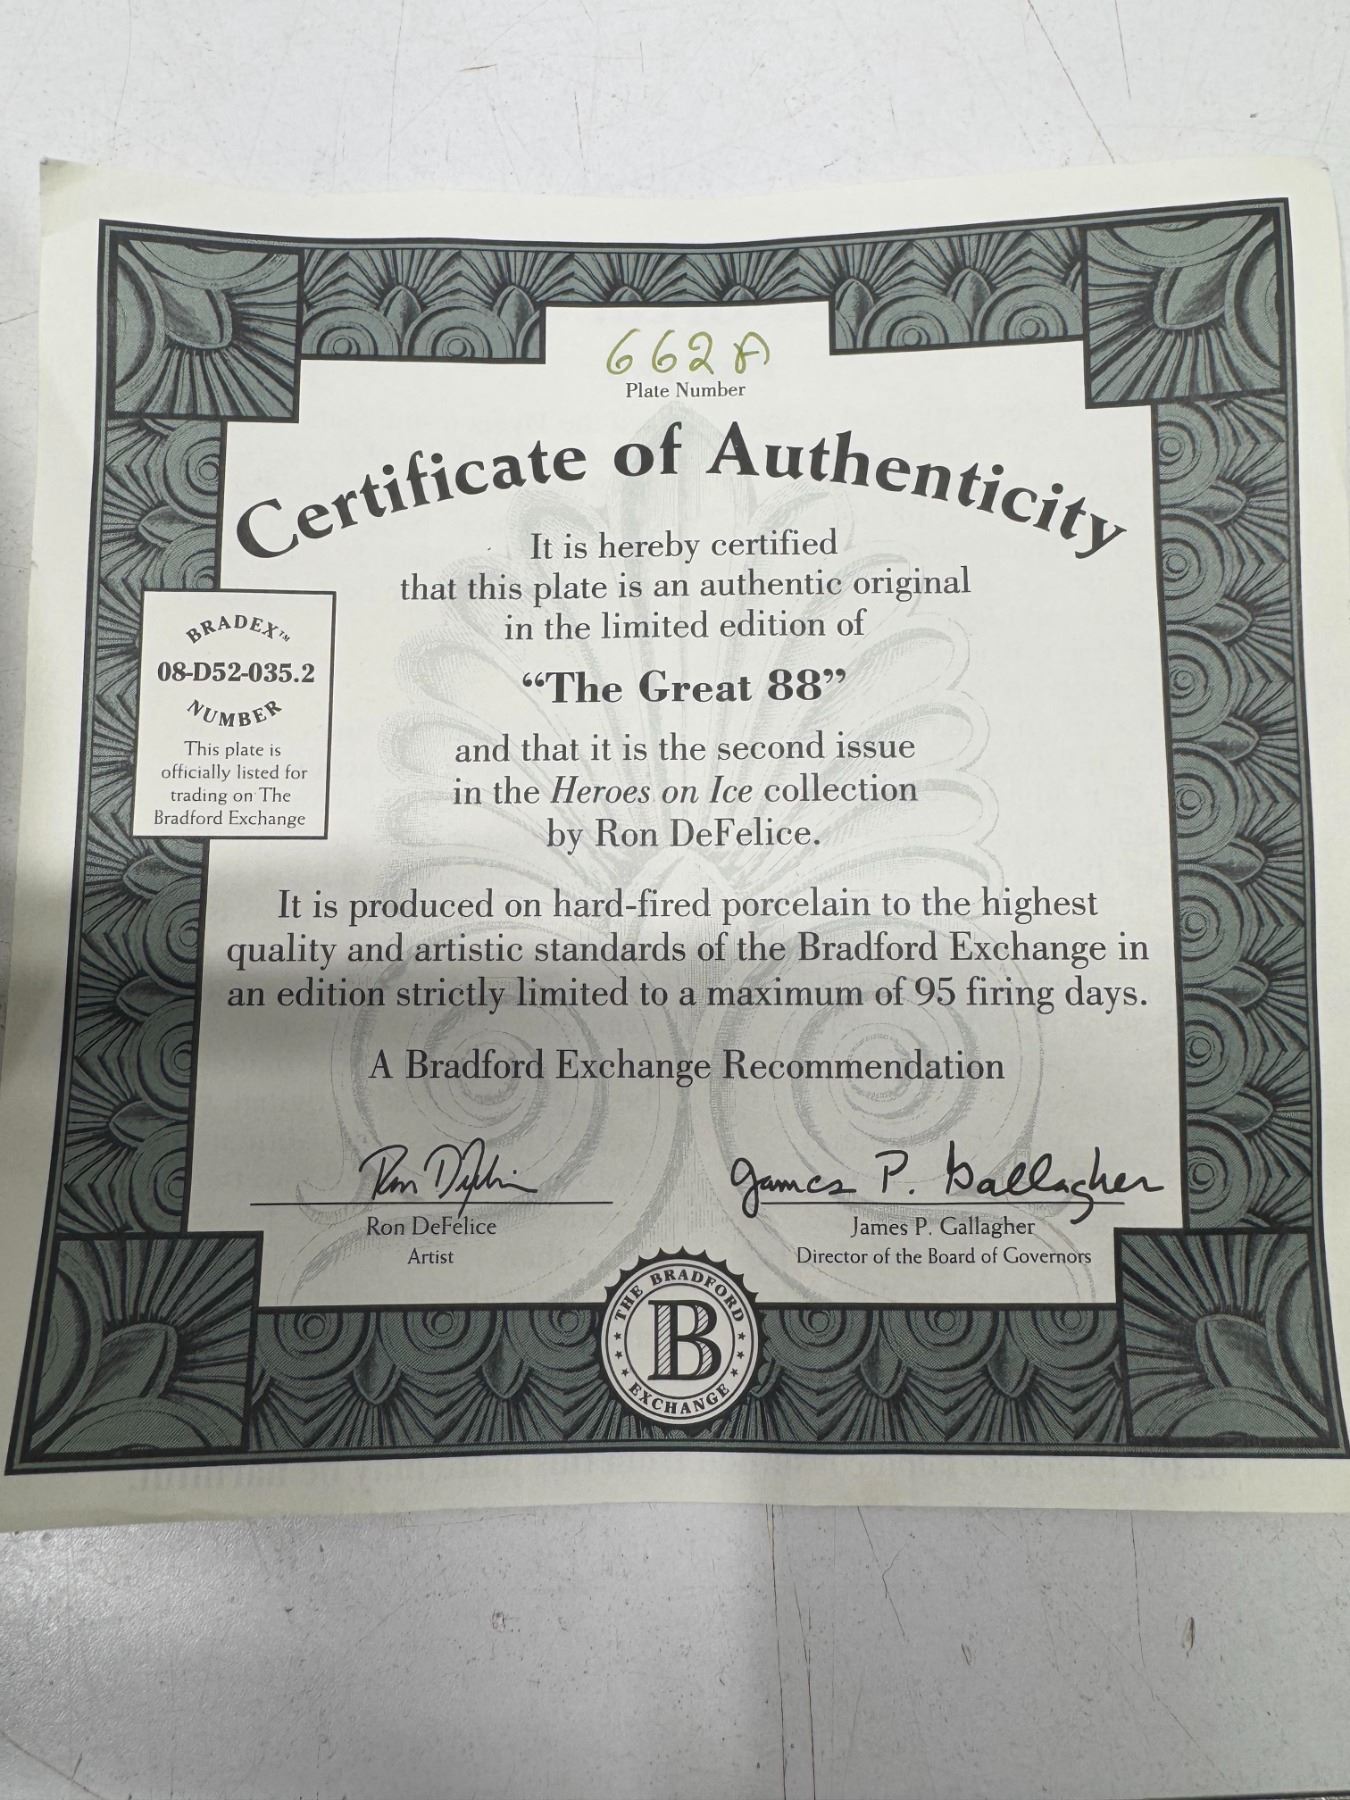 662A
Plate Number
Certificate of Authenticity
It is hereby certified
that this plate is an authentic original
in the limited edition of
“The Great 88”
and that it is the second issue
in the Heroes on Ice collection
by Ron DeFelice.
BRADEX™
08-D52-035.2
NUMBER
This plate is
officially listed for
trading on The
Bradford Exchange
It is produced on hard-fired porcelain to the highest
quality and artistic standards of the Bradford Exchange in
an edition strictly limited to a maximum of 95 firing days.
A Bradford Exchange Recommendation
James P. Gallagher
Ron DeFelice
Artist
James P. Gallagher
Director of the Board of Governors
THE BRADFORD
B
EXCHANGE